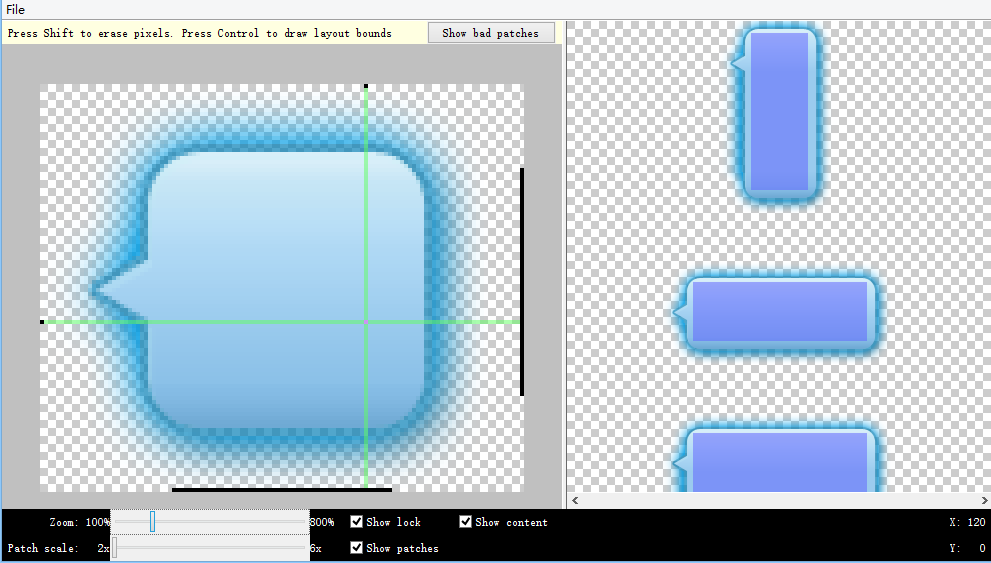 File
Press Shift to erase pixels. Press Control to draw layout bounds
Show bad patches
Zoom: 100% 800% Show lock Show content X: 120
Patch scale: 2x 6x Show patches Y: 0